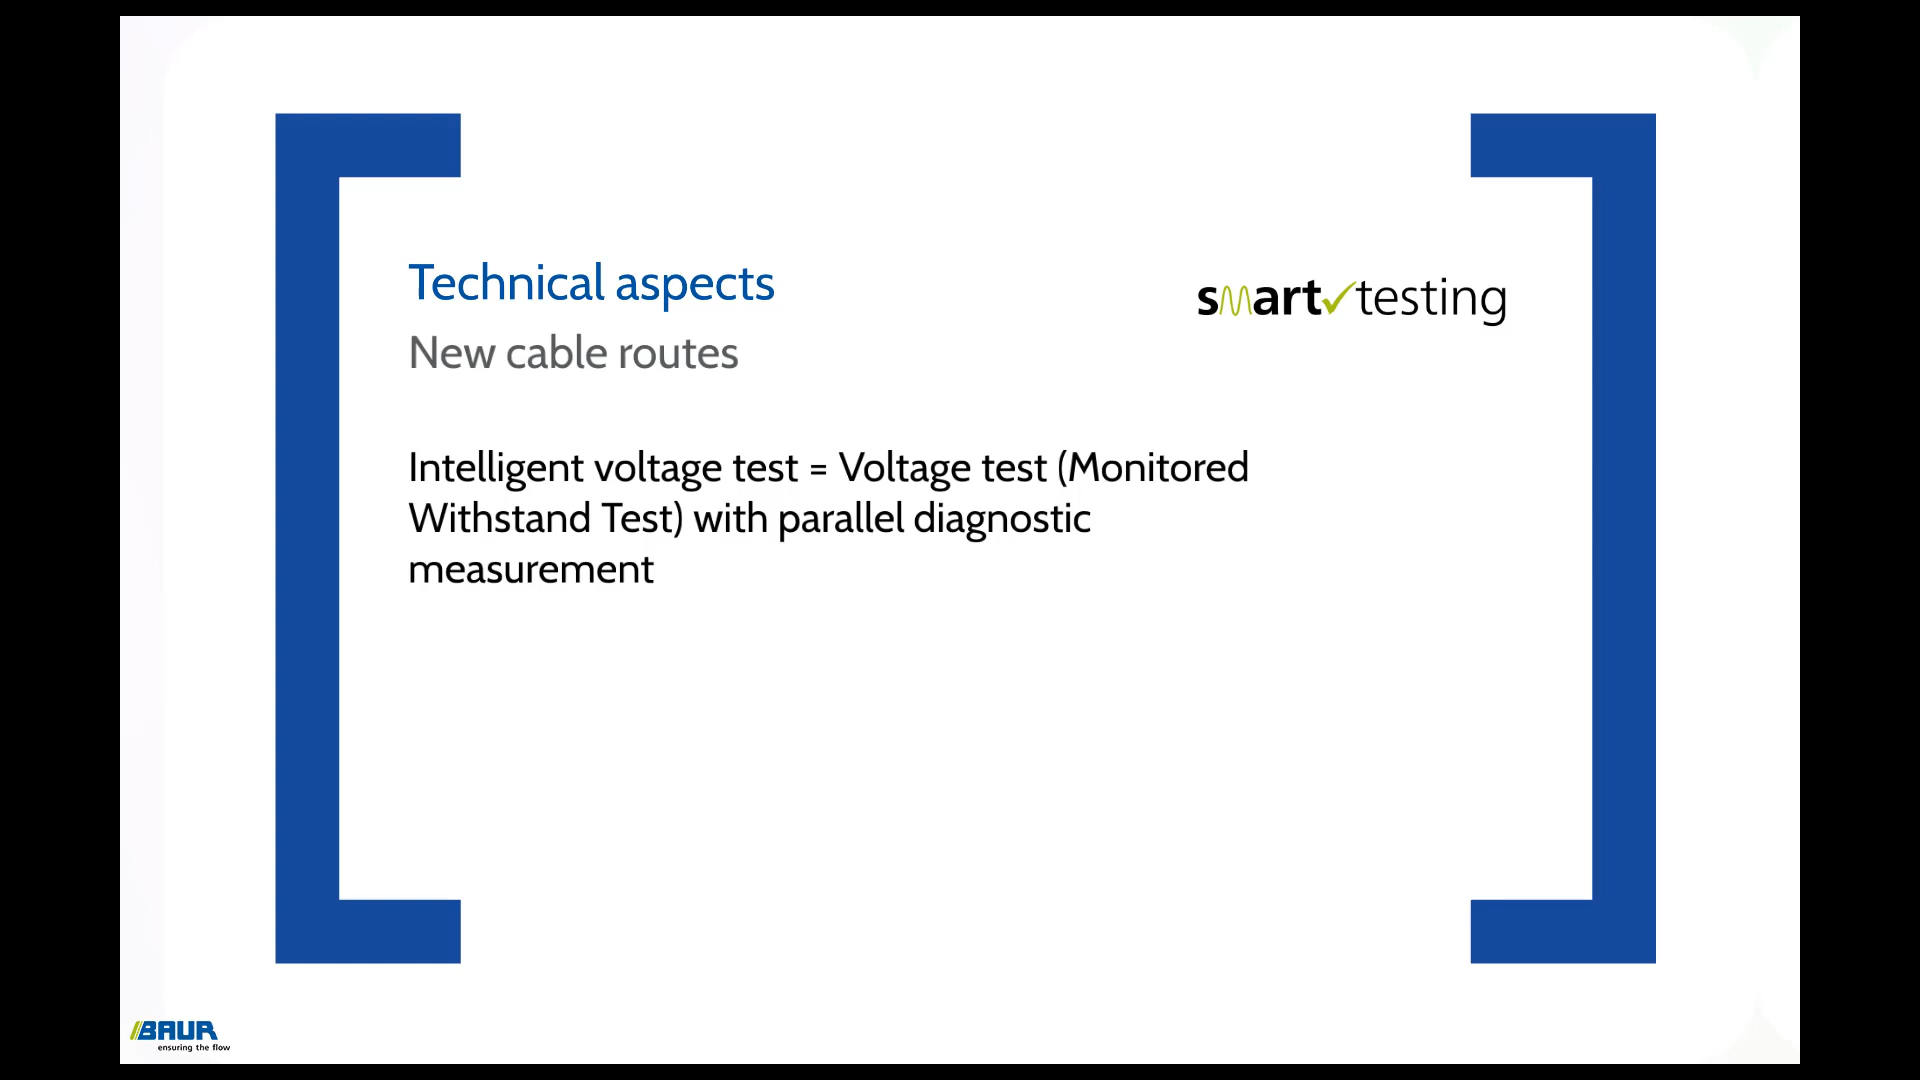 Technical aspects
smart testing
New cable routes
Intelligent voltage test = Voltage test (Monitored
Withstand Test) with parallel diagnostic
measurement
BAUR
ensuring the flow